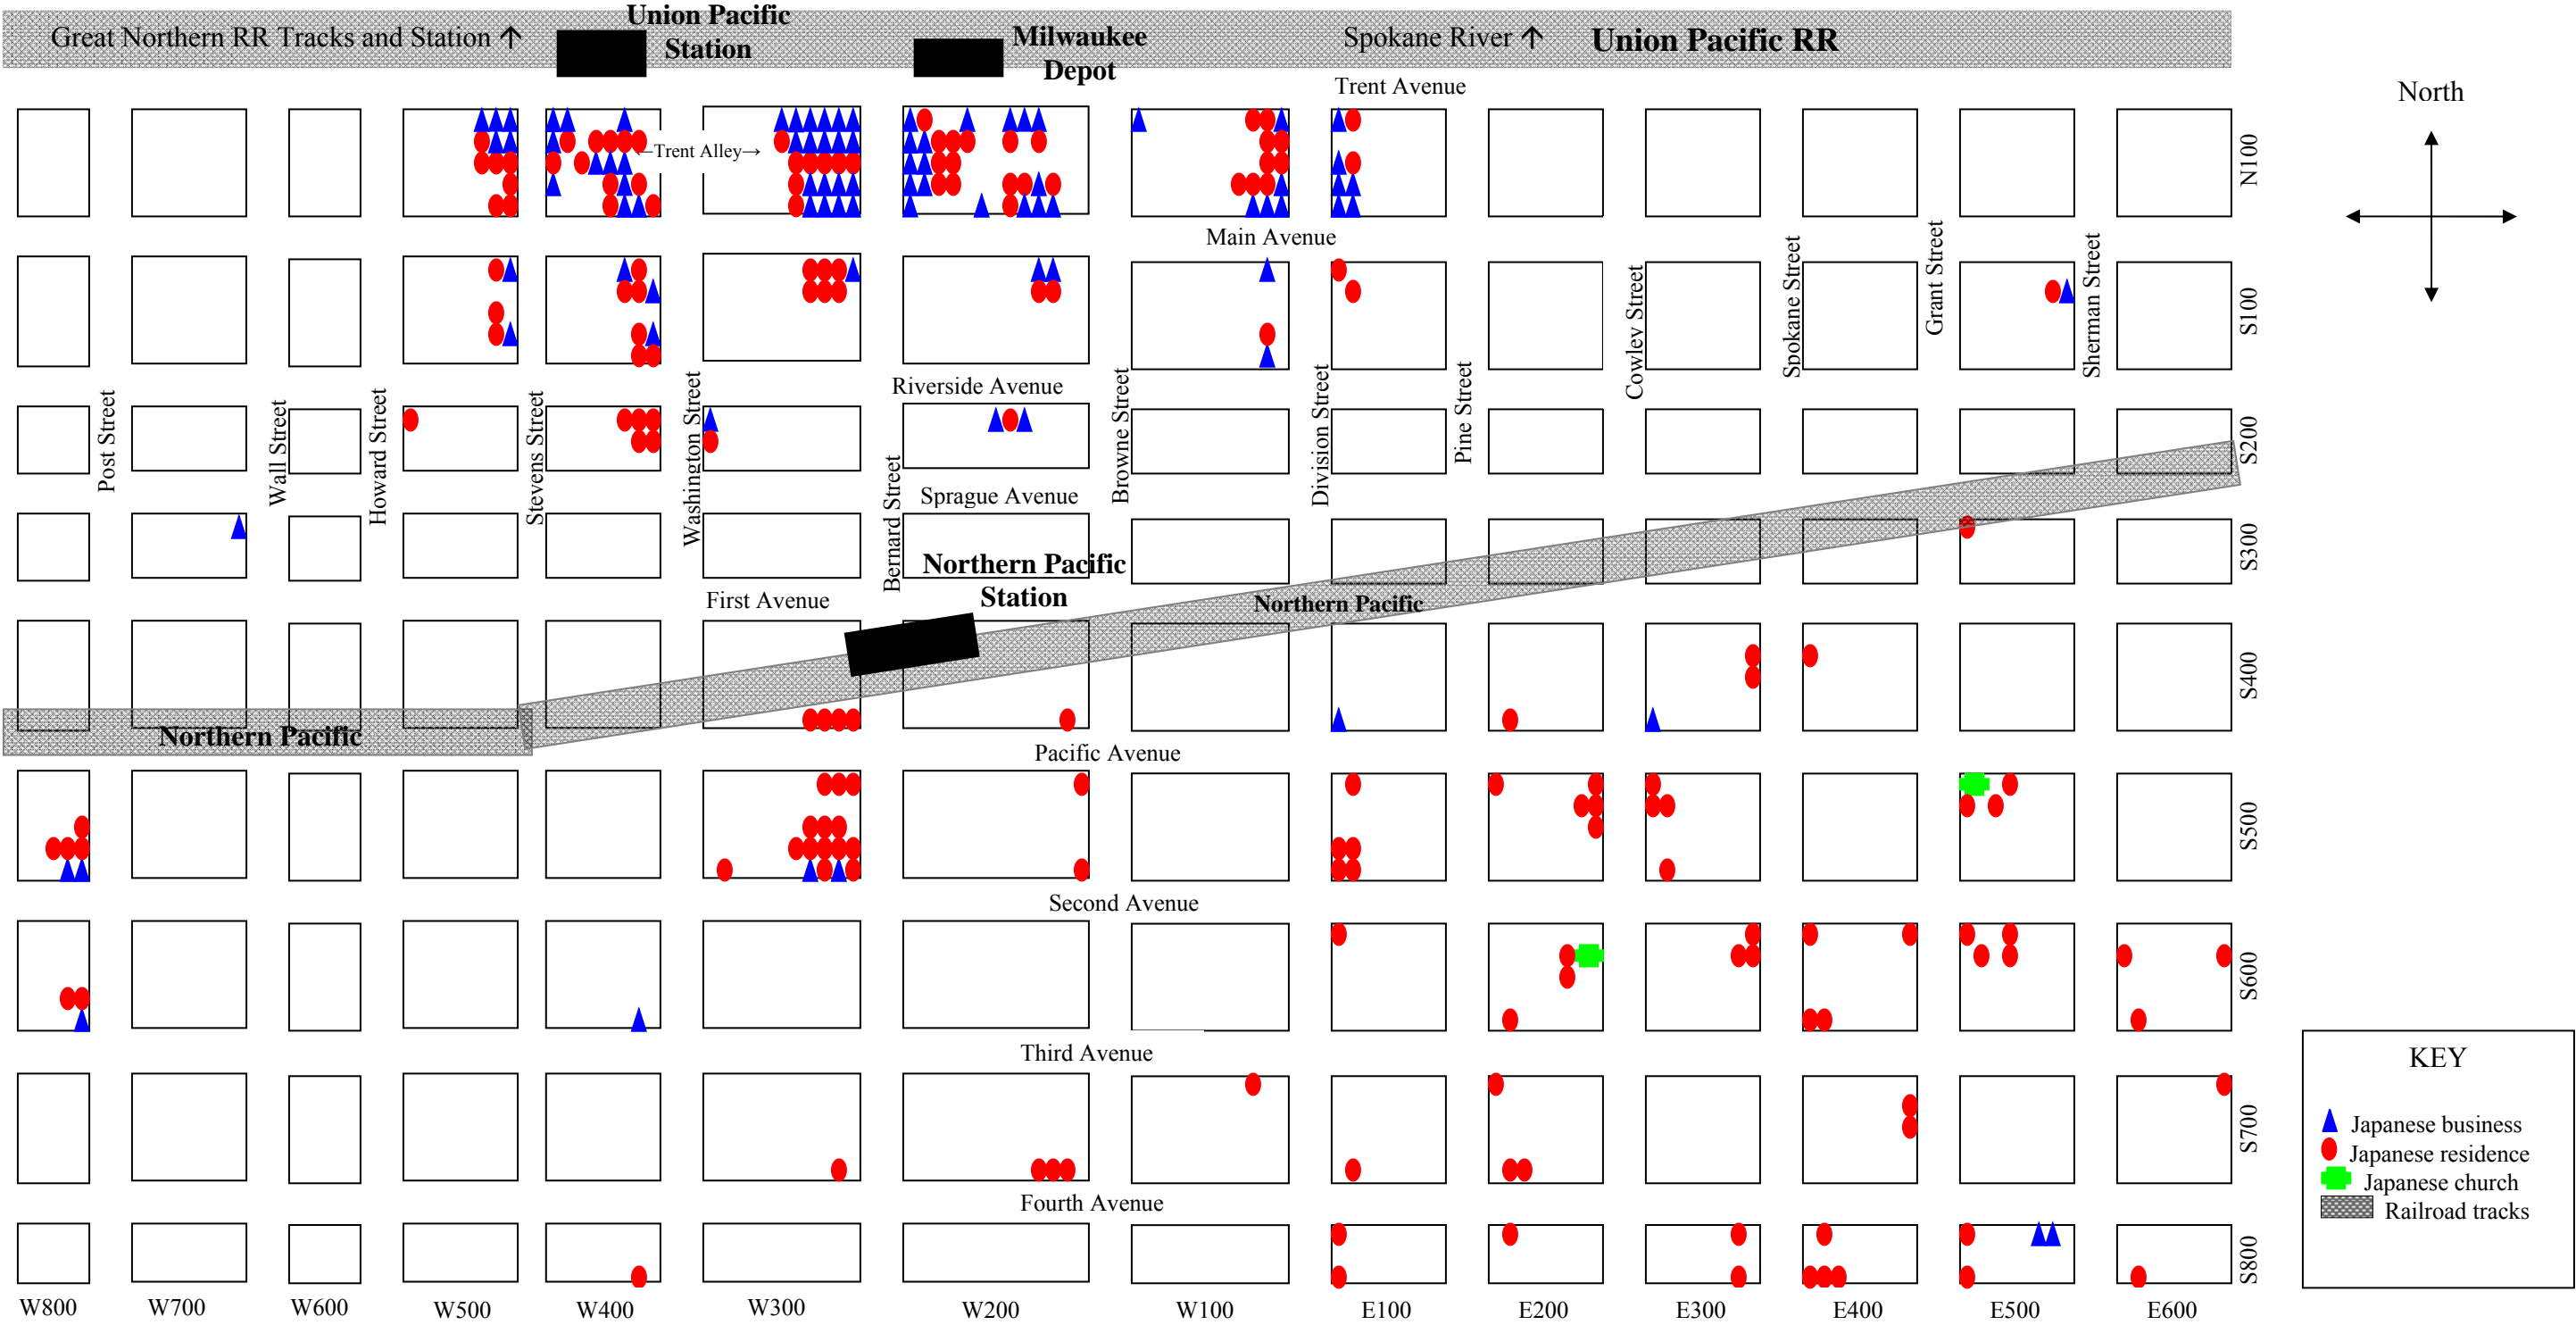 Great Northern RR Tracks and Station ↑
Union Pacific
Station
Milwaukee
Depot
Spokane River ↑
Union Pacific RR
Trent Avenue
North
←Trent Alley→
N100
Main Avenue
Cowley Street
Spokane Street
Grant Street
Sherman Street
S100
Riverside Avenue
Post Street
Wall Street
Howard Street
Stevens Street
Washington Street
Bernard Street
Browne Street
Division Street
Pine Street
S200
Sprague Avenue
S300
Northern Pacific
Station
First Avenue
Northern Pacific
S400
Northern Pacific
Pacific Avenue
S500
Second Avenue
S600
Third Avenue
S700
Fourth Avenue
S800
KEY
Japanese business
Japanese residence
Japanese church
Railroad tracks
W800 W700 W600 W500 W400 W300 W200 W100 E100 E200 E300 E400 E500 E600